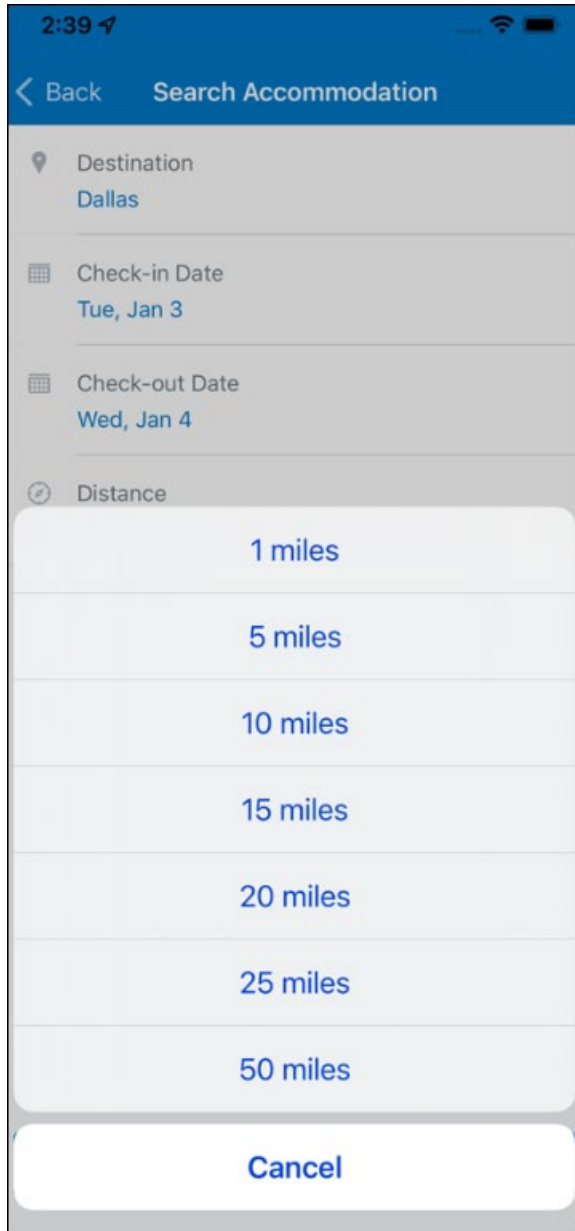 2:39
Back Search Accommodation
Destination
Dallas
Check-in Date
Tue, Jan 3
Check-out Date
Wed, Jan 4
Distance
1 miles
5 miles
10 miles
15 miles
20 miles
25 miles
50 miles
Cancel